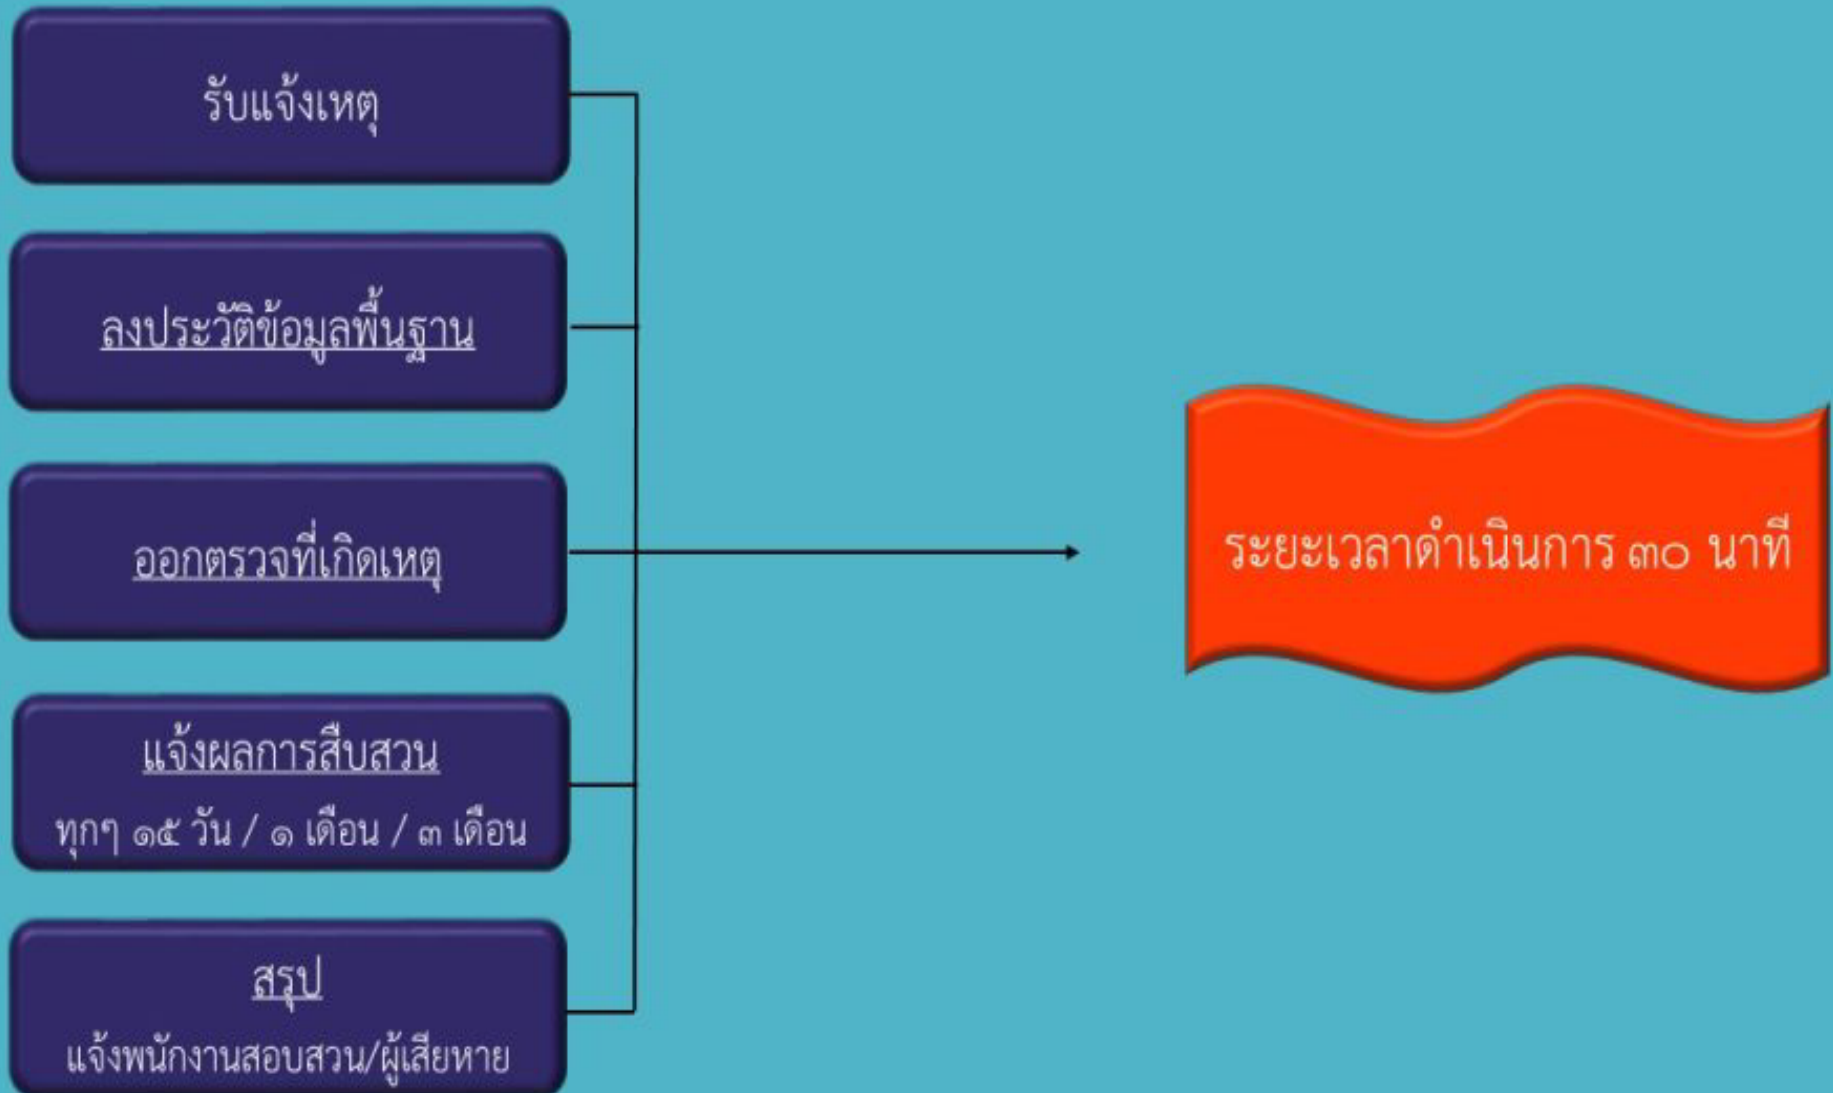 รับแจ้งเหตุ
ลงประวัติข้อมูลพื้นฐาน
ออกตรวจที่เกิดเหตุ
แจ้งผลการสืบสวน
ทุกๆ ๑๕ วัน / ๑ เดือน / ๓ เดือน
สรุป
แจ้งพนักงานสอบสวน/ผู้เสียหาย
ระยะเวลาดำเนินการ ๓๐ นาที